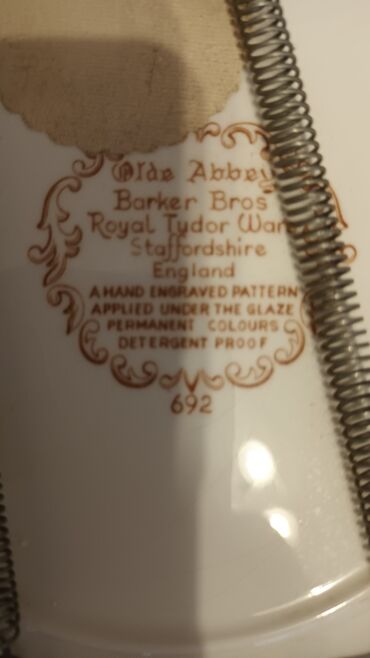 Olde Abbey
Barker Bros
Royal Tudor Ware
Staffordshire
England
A HAND ENGRAVED PATTERN
APPLIED UNDER THE GLAZE
PERMANENT COLOURS
DETERGENT PROOF
692